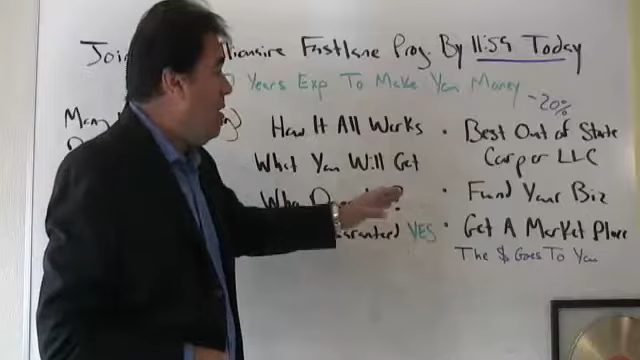 Join Fastlane Prog. By 11:59 Today
Years Exp To Make You Money
-20%
Many
How It All Works
What You Will Get
YES
• Best Out of State
Corp or LLC
• Fund Your Biz
• Get A Market Place
The $ Goes To You